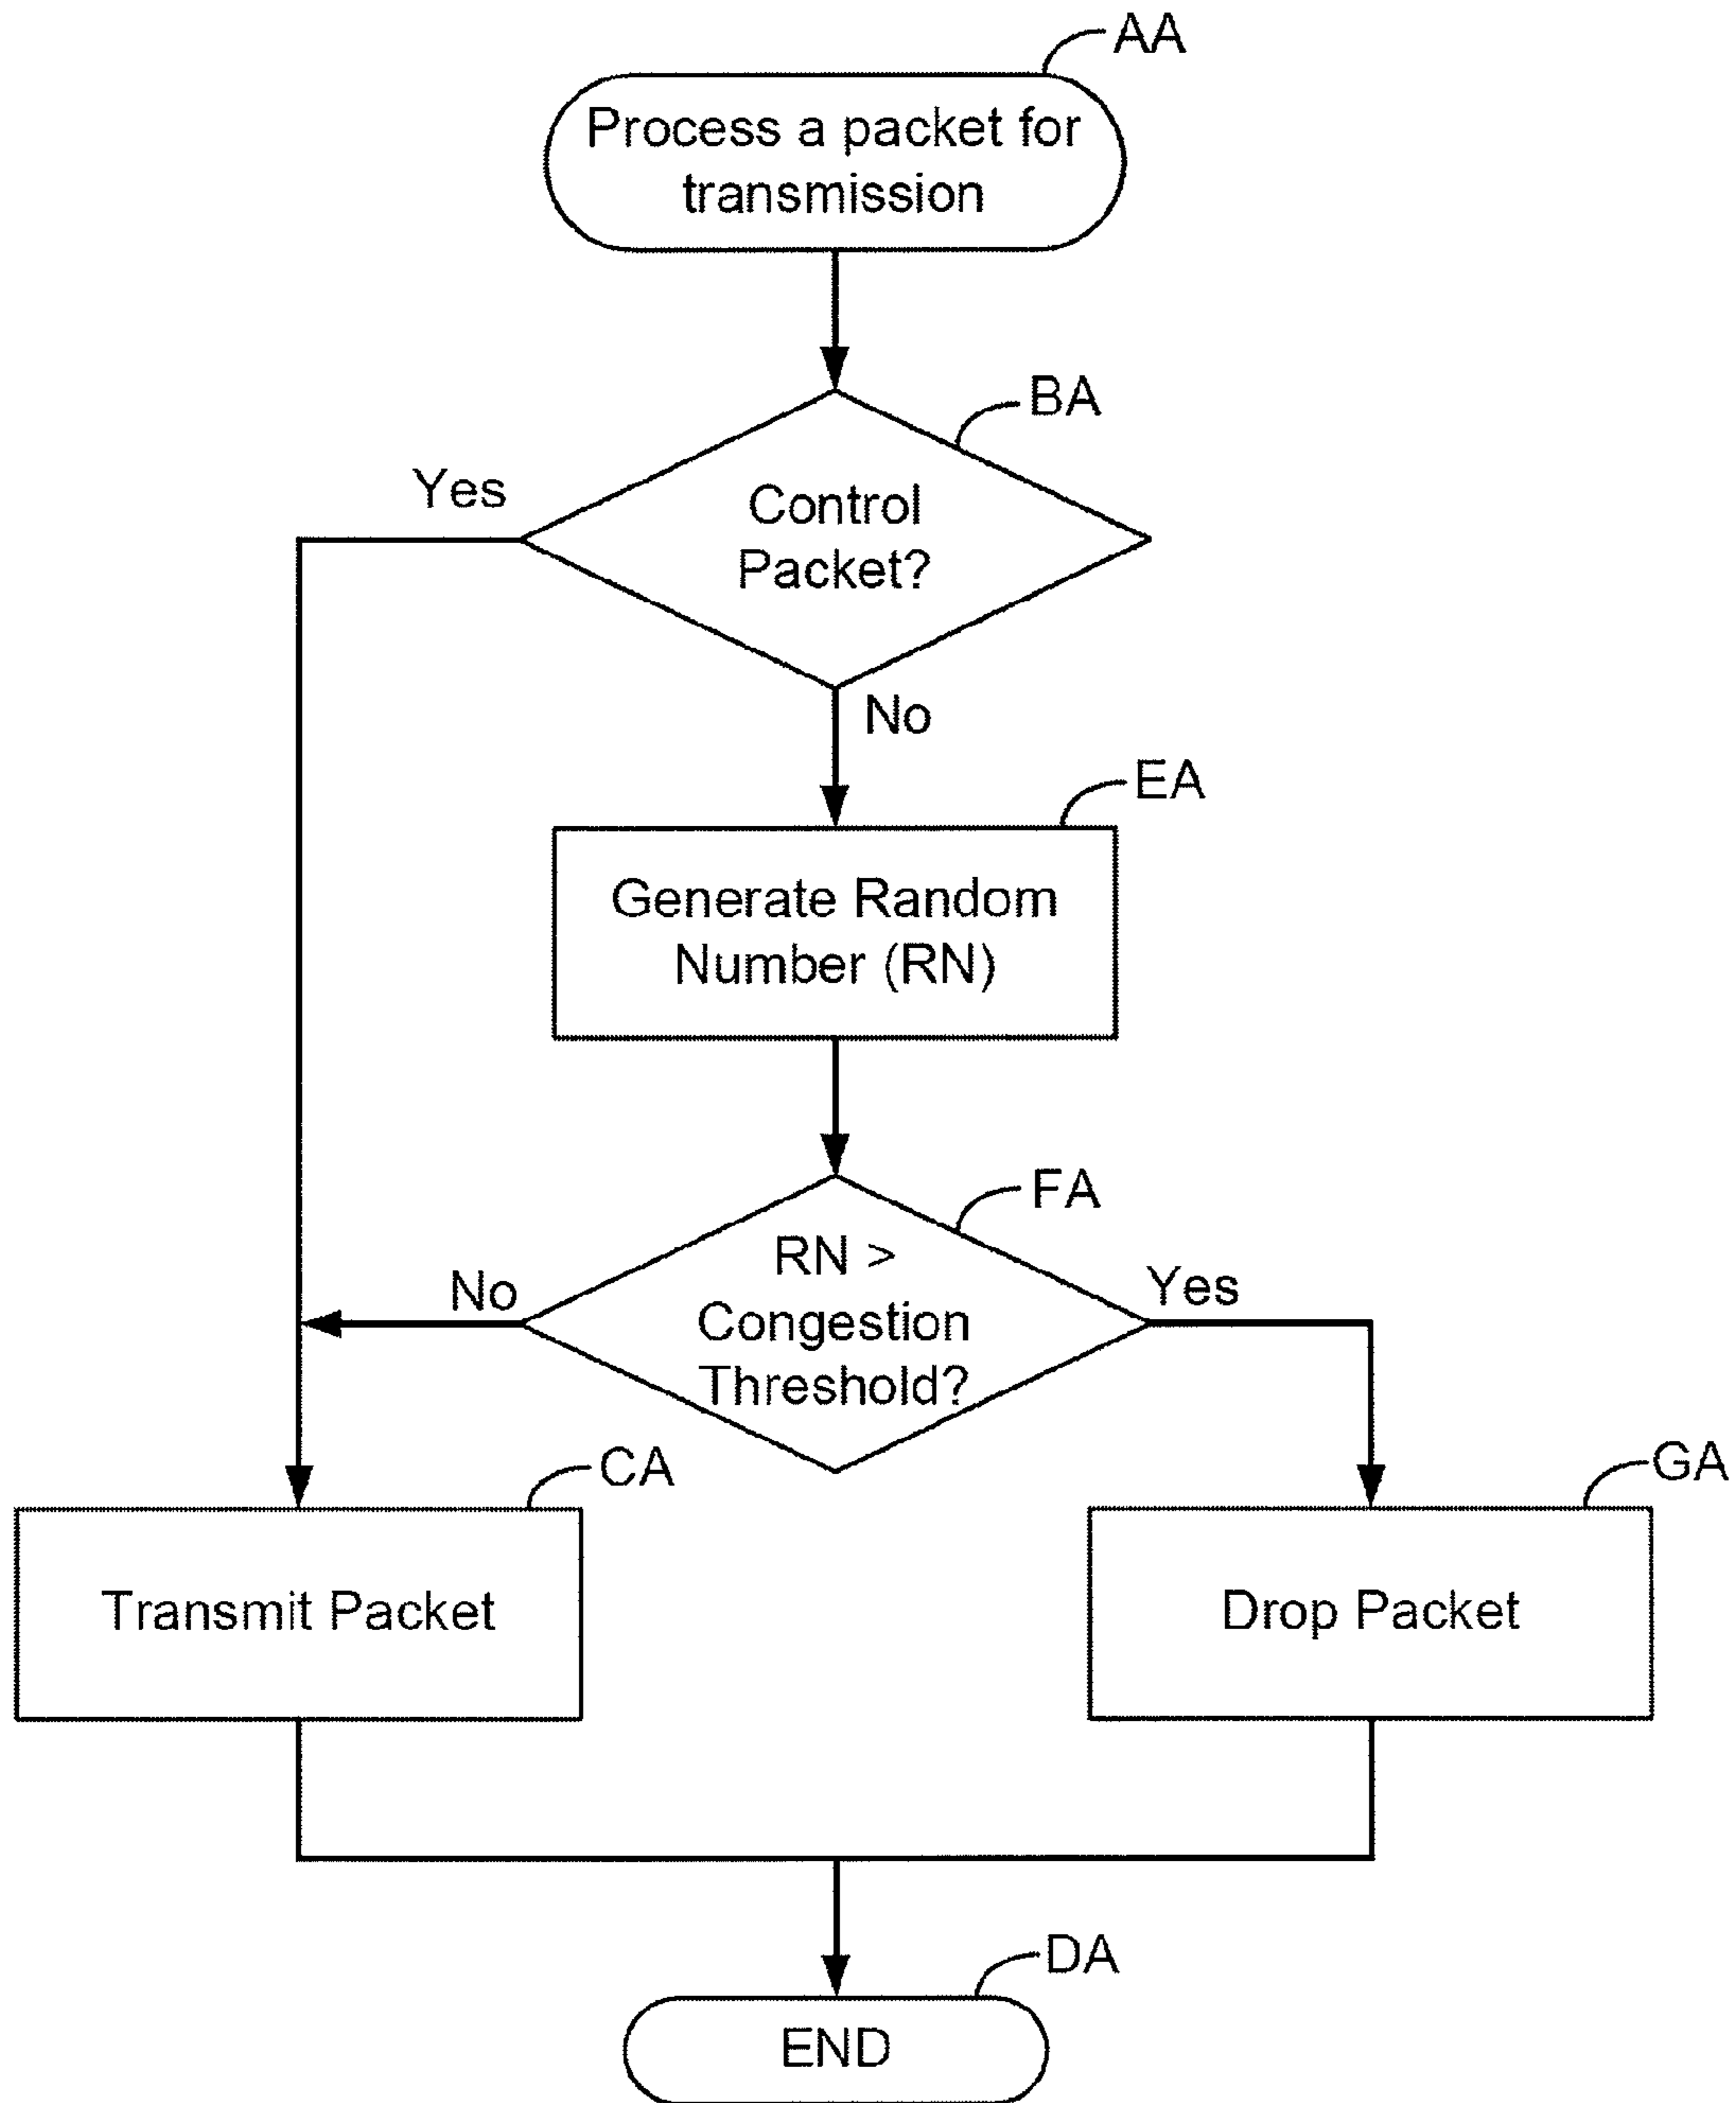 AA
Process a packet for
transmission
BA
Yes
Control
Packet?
No
EA
Generate Random
Number (RN)
FA
RN >
Congestion
Threshold?
No
Yes
CA
GA
Transmit Packet
Drop Packet
DA
END